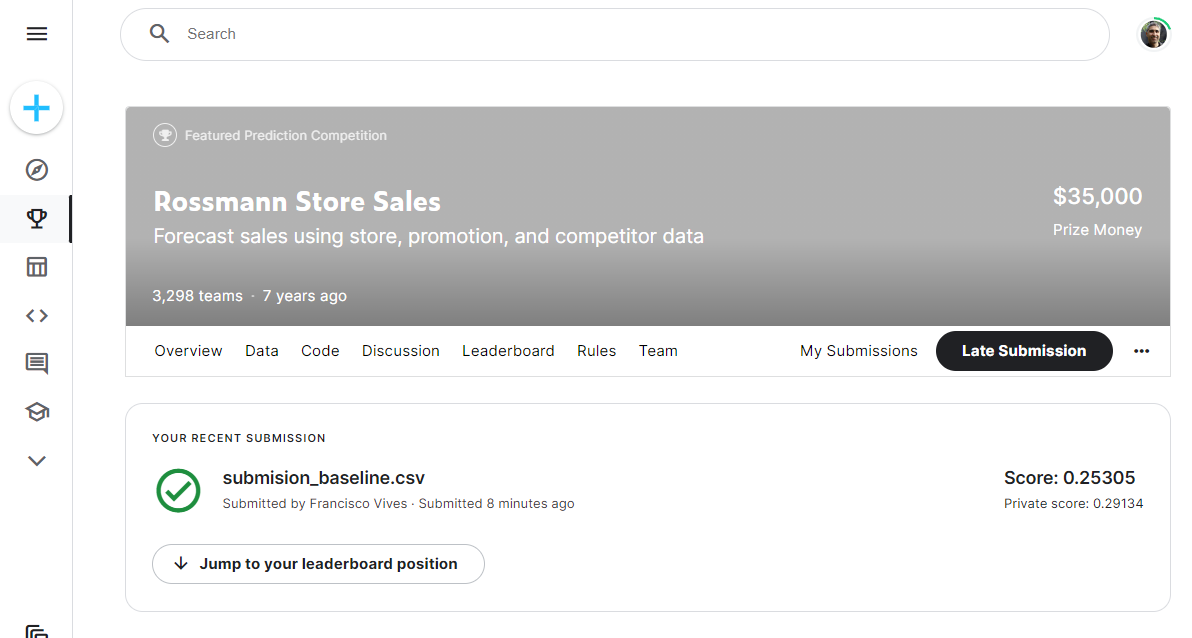 Search
Featured Prediction Competition
Rossmann Store Sales
Forecast sales using store, promotion, and competitor data
$35,000
Prize Money
3,298 teams · 7 years ago
Overview Data Code Discussion Leaderboard Rules Team My Submissions Late Submission
YOUR RECENT SUBMISSION
submision_baseline.csv
Submitted by Francisco Vives · Submitted 8 minutes ago
Score: 0.25305
Private score: 0.29134
Jump to your leaderboard position